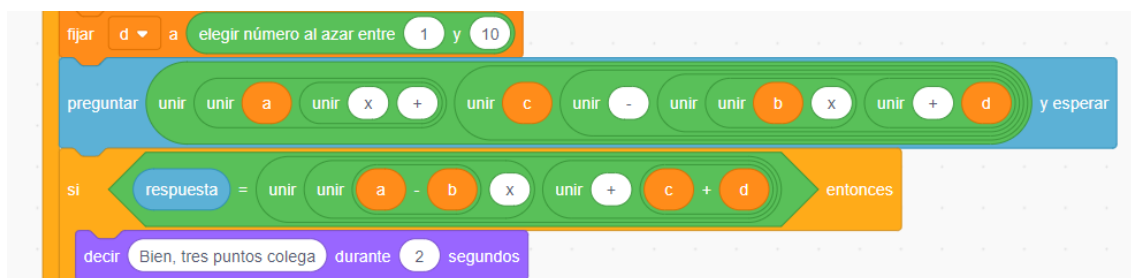 fijar d a elegir número al azar entre 1 y 10
preguntar unir unir a unir x + unir c unir - unir unir b x unir + d y esperar
si respuesta = unir unir a - b x unir + c + d entonces
decir Bien, tres puntos colega durante 2 segundos